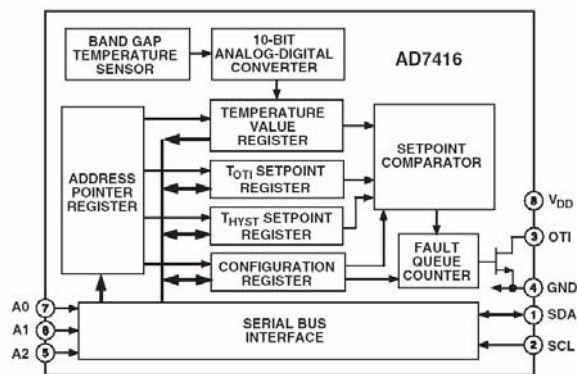 BAND GAP
TEMPERATURE
SENSOR
10-BIT
ANALOG-DIGITAL
CONVERTER
AD7416
ADDRESS
POINTER
REGISTER
TEMPERATURE
VALUE
REGISTER
SETPOINT
COMPARATOR
TOTI SETPOINT
REGISTER
THYST SETPOINT
REGISTER
CONFIGURATION
REGISTER
FAULT
QUEUE
COUNTER
SERIAL BUS
INTERFACE
8 VDD
3 OTI
4 GND
1 SDA
2 SCL
A0 7
A1 6
A2 5